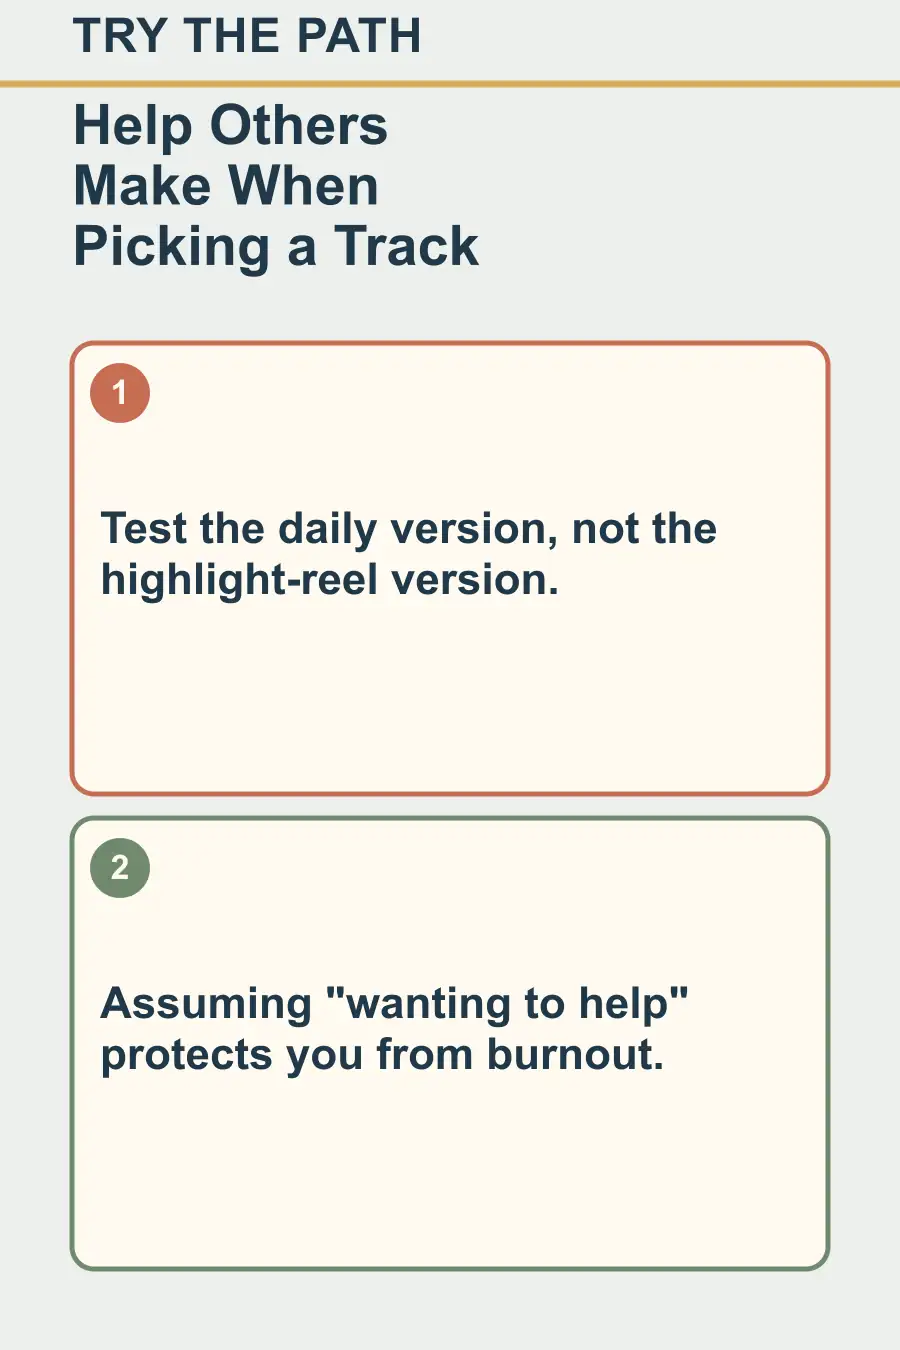 TRY THE PATH
Help Others
Make When
Picking a Track
1
Test the daily version, not the
highlight-reel version.
2
Assuming "wanting to help"
protects you from burnout.